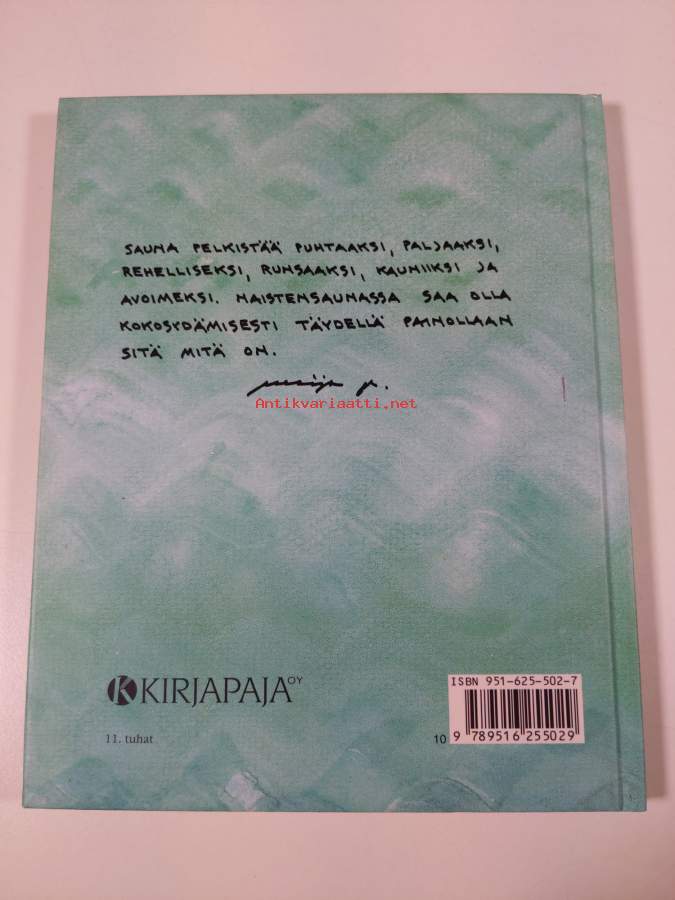 SAUNA PELKISTÄÄ PUHTAAKSI, PALJAAKSI,
REHELLISEKSI, RUNSAAKSI, KAUNIIKSI JA
AVOIMEKSI. NAISTENSAUNASSA SAA OLLA
KOKOSYDÄMISESTI TÄYDELLÄ PAINOLLAAN
SITÄ MITÄ ON.
Antikvariaatti.net
KIRJAPAJA OY
11. tuhat
ISBN 951-625-502-7
10
9 789516 255029